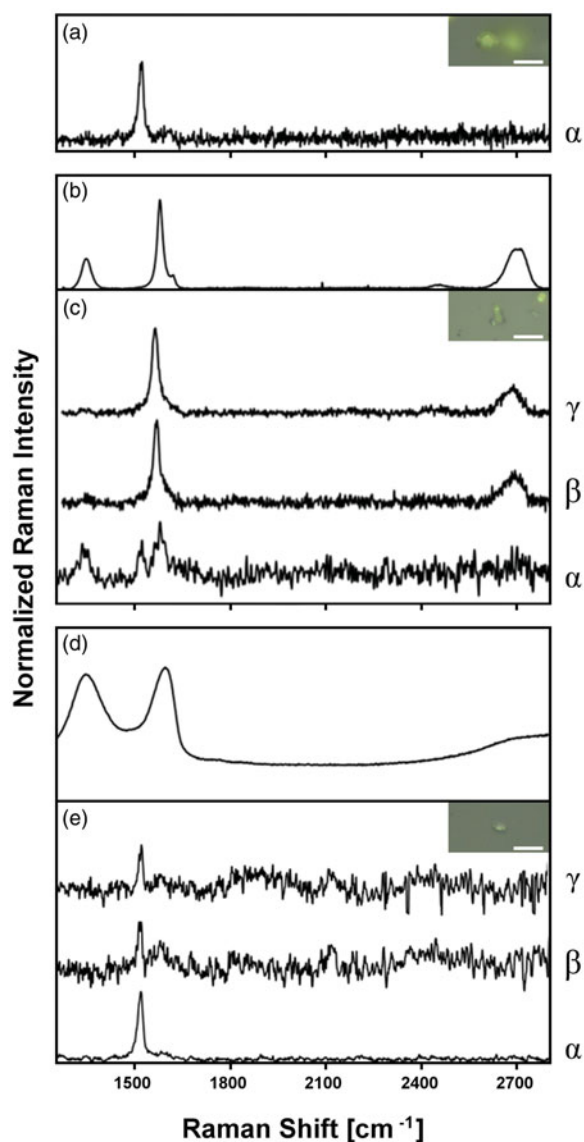 Normalized Raman Intensity
(a)
α
(b)
(c)
γ
β
α
(d)
(e)
γ
β
α
1500 1800 2100 2400 2700
Raman Shift [cm -1]